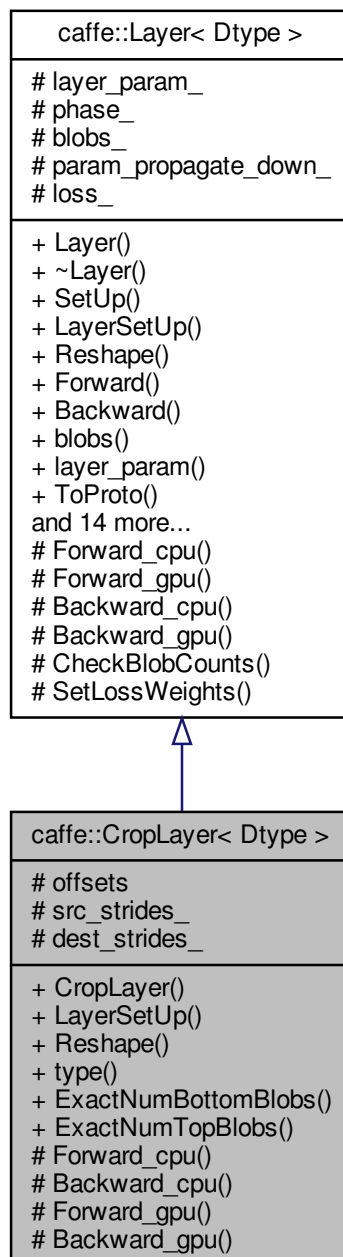 caffe::Layer< Dtype >
# layer_param_
# phase_
# blobs_
# param_propagate_down_
# loss_
+ Layer()
+ ~Layer()
+ SetUp()
+ LayerSetUp()
+ Reshape()
+ Forward()
+ Backward()
+ blobs()
+ layer_param()
+ ToProto()
and 14 more...
# Forward_cpu()
# Forward_gpu()
# Backward_cpu()
# Backward_gpu()
# CheckBlobCounts()
# SetLossWeights()
caffe::CropLayer< Dtype >
# offsets
# src_strides_
# dest_strides_
+ CropLayer()
+ LayerSetUp()
+ Reshape()
+ type()
+ ExactNumBottomBlobs()
+ ExactNumTopBlobs()
# Forward_cpu()
# Backward_cpu()
# Forward_gpu()
# Backward_gpu()